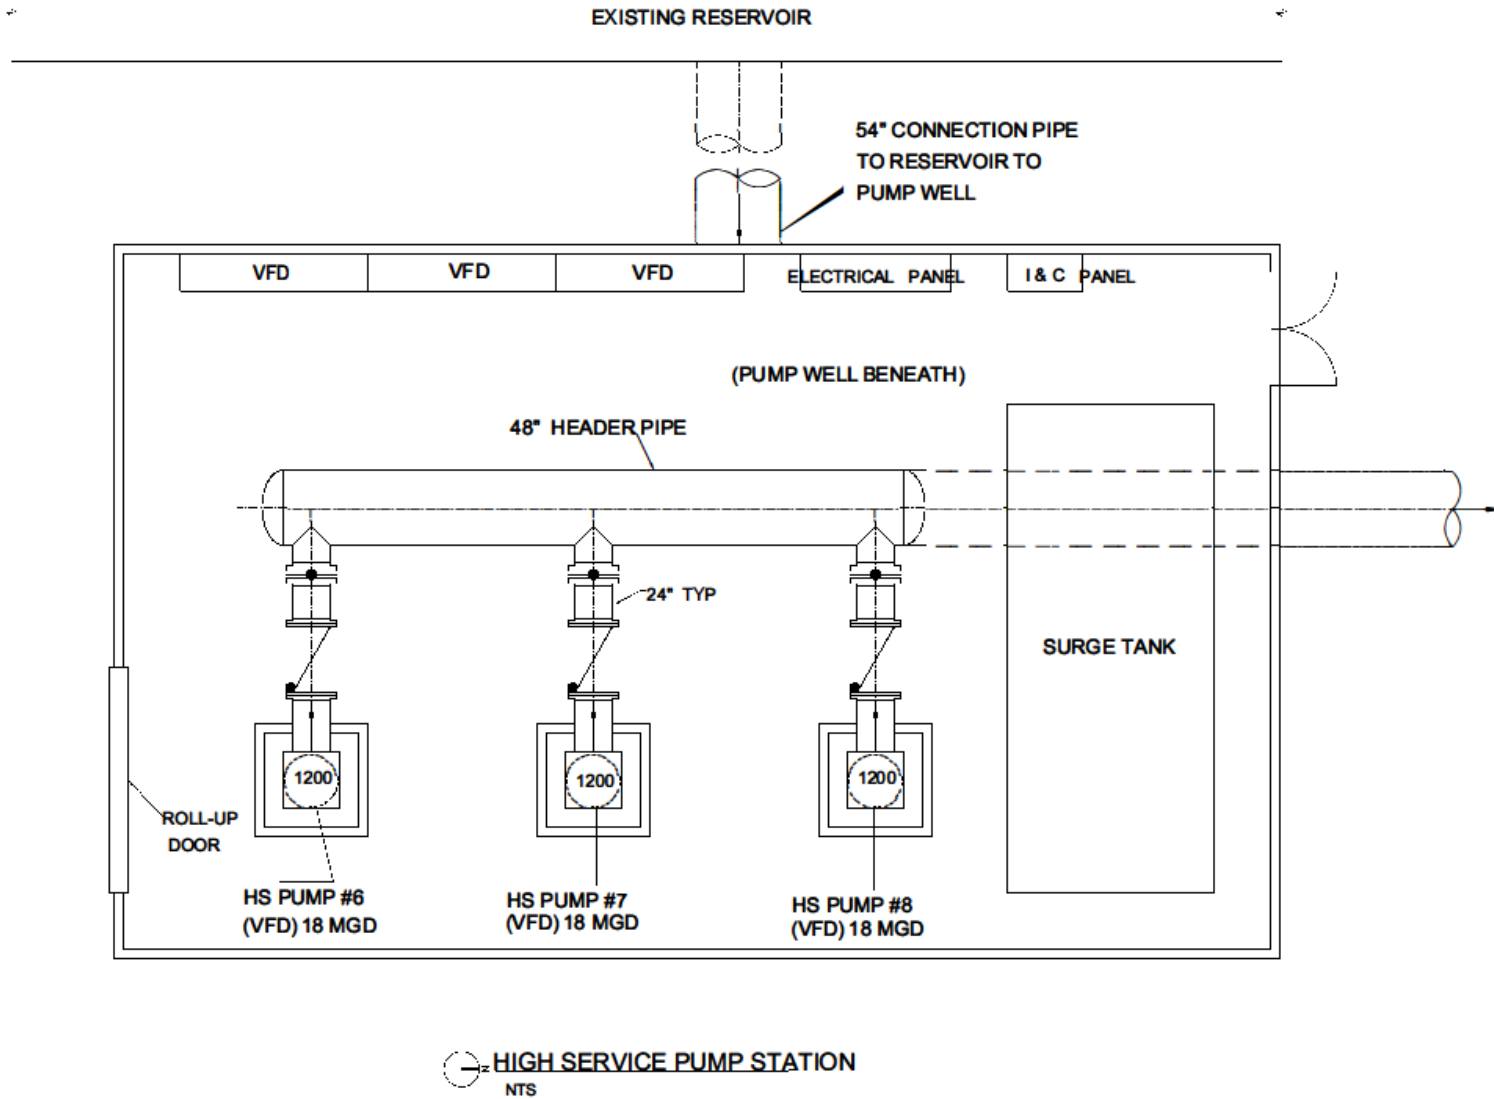 EXISTING RESERVOIR
54" CONNECTION PIPE
TO RESERVOIR TO
PUMP WELL
VFD
VFD
VFD
ELECTRICAL PANEL
I & C PANEL
(PUMP WELL BENEATH)
48" HEADER PIPE
24" TYP
SURGE TANK
1200
1200
1200
ROLL-UP
DOOR
HS PUMP #6
(VFD) 18 MGD
HS PUMP #7
(VFD) 18 MGD
HS PUMP #8
(VFD) 18 MGD
N
HIGH SERVICE PUMP STATION
NTS